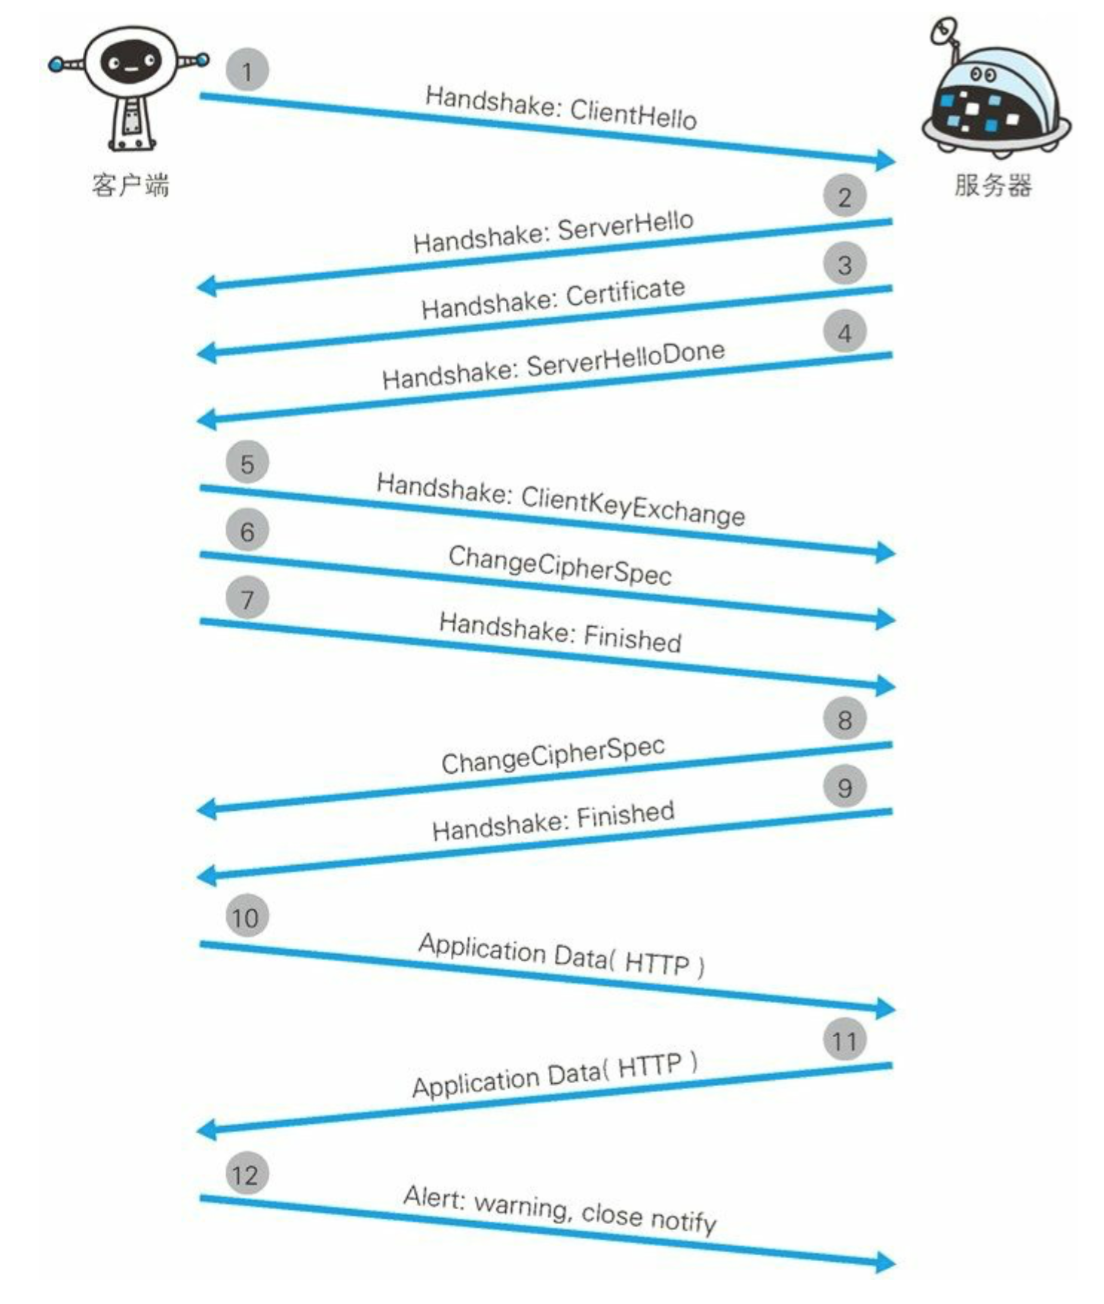 1
Handshake: ClientHello
客户端
服务器
2
Handshake: ServerHello
3
Handshake: Certificate
4
Handshake: ServerHelloDone
5
Handshake: ClientKeyExchange
6
ChangeCipherSpec
7
Handshake: Finished
8
ChangeCipherSpec
9
Handshake: Finished
10
Application Data( HTTP )
11
Application Data( HTTP )
12
Alert: warning, close notify